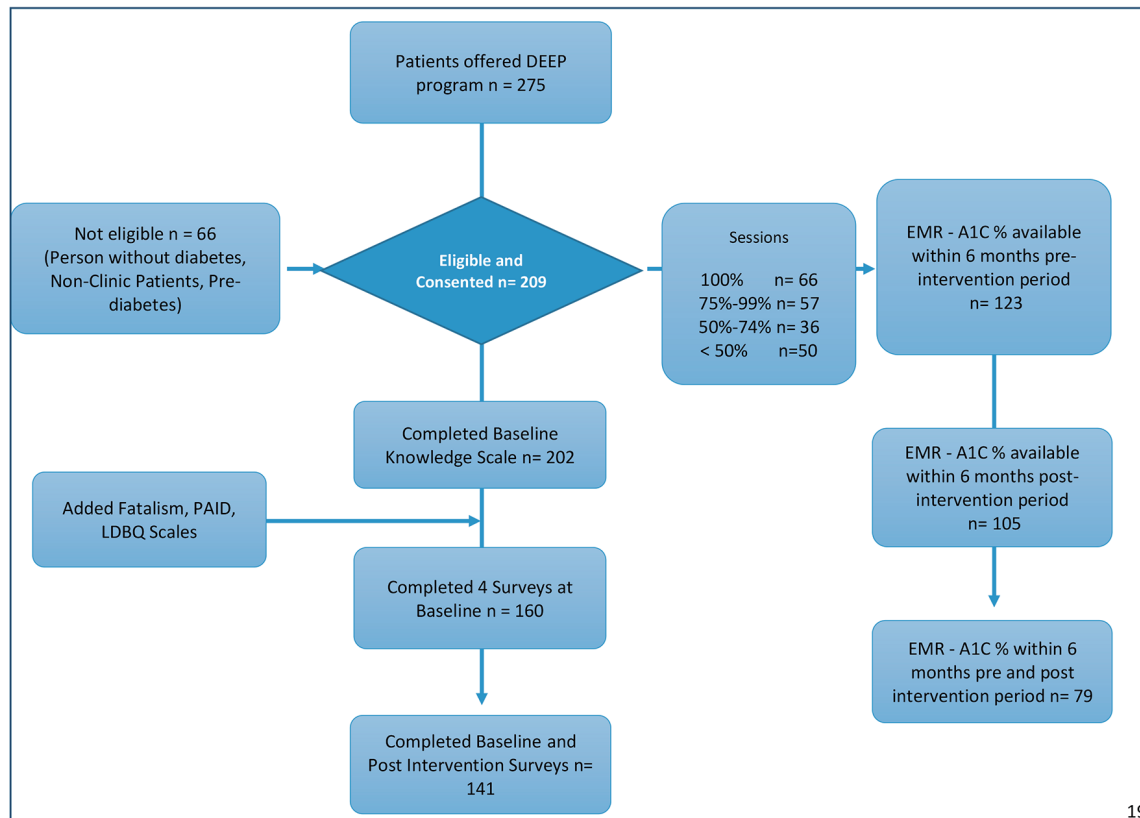 Patients offered DEEP
program n = 275
Not eligible n = 66
(Person without diabetes,
Non-Clinic Patients, Pre-
diabetes)
Eligible and
Consented n= 209
Sessions
100% n= 66
75%-99% n= 57
50%-74% n= 36
< 50% n=50
EMR - A1C % available
within 6 months pre-
intervention period
n= 123
Completed Baseline
Knowledge Scale n= 202
Added Fatalism, PAID,
LDBQ Scales
EMR - A1C % available
within 6 months post-
intervention period
n= 105
Completed 4 Surveys at
Baseline n = 160
EMR - A1C % within 6
months pre and post
intervention period n= 79
Completed Baseline and
Post Intervention Surveys n=
141
19